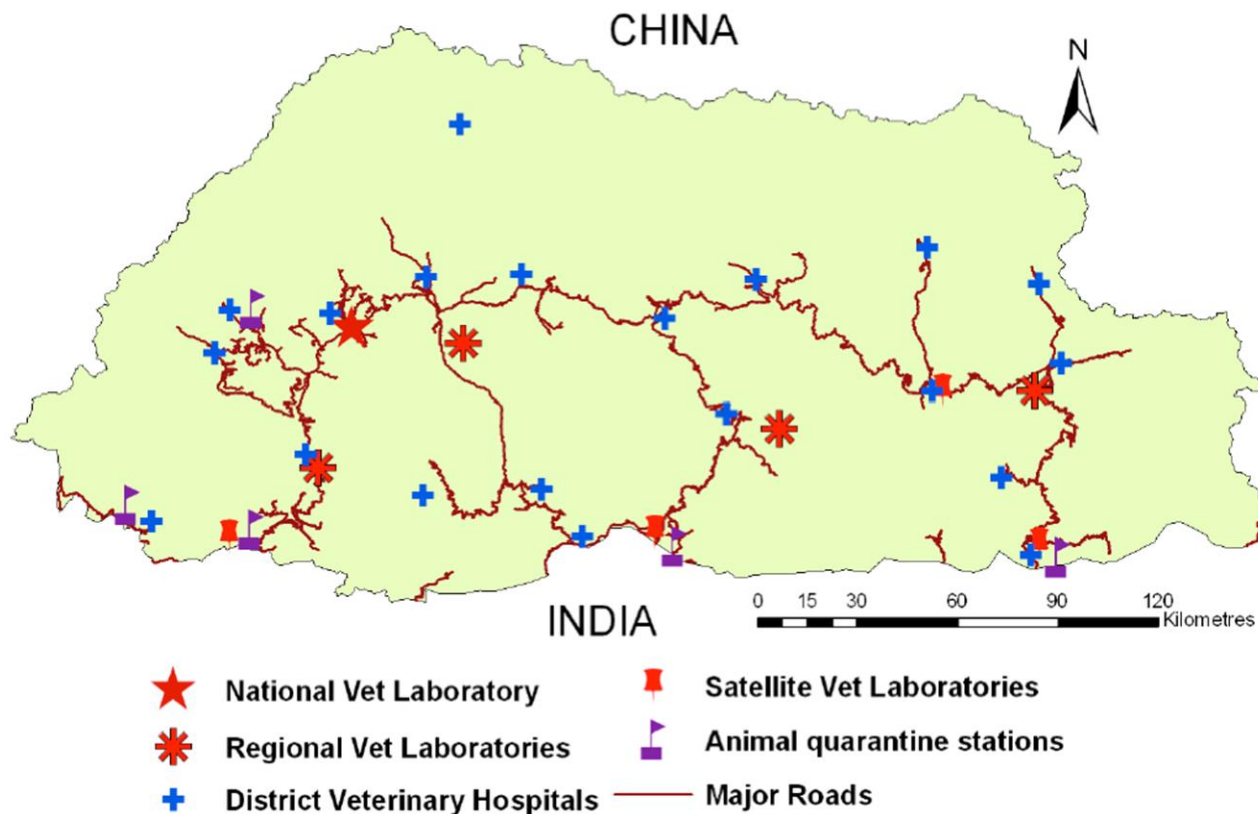 CHINA
N
0 15 30 60 90 120
Kilometres
INDIA
National Vet Laboratory
Satellite Vet Laboratories
Regional Vet Laboratories
Animal quarantine stations
District Veterinary Hospitals
Major Roads